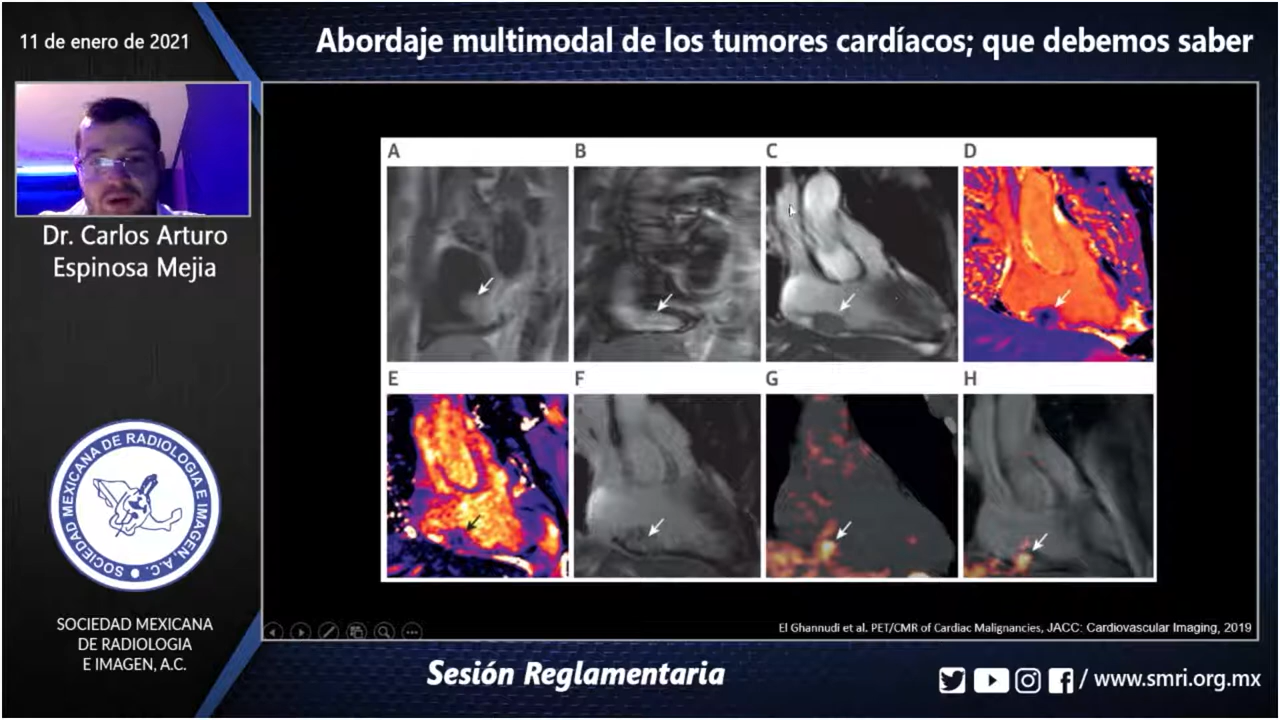 11 de enero de 2021
Abordaje multimodal de los tumores cardíacos; que debemos saber
Dr. Carlos Arturo
Espinosa Mejia
A
B
C
D
E
F
G
H
SOCIEDAD MEXICANA DE RADIOLOGIA E IMAGEN, A.C.
SOCIEDAD MEXICANA
DE RADIOLOGIA
E IMAGEN, A.C.
El Ghannudi et al. PET/CMR of Cardiac Malignancies, JACC: Cardiovascular Imaging, 2019
Sesión Reglamentaria
/ www.smri.org.mx